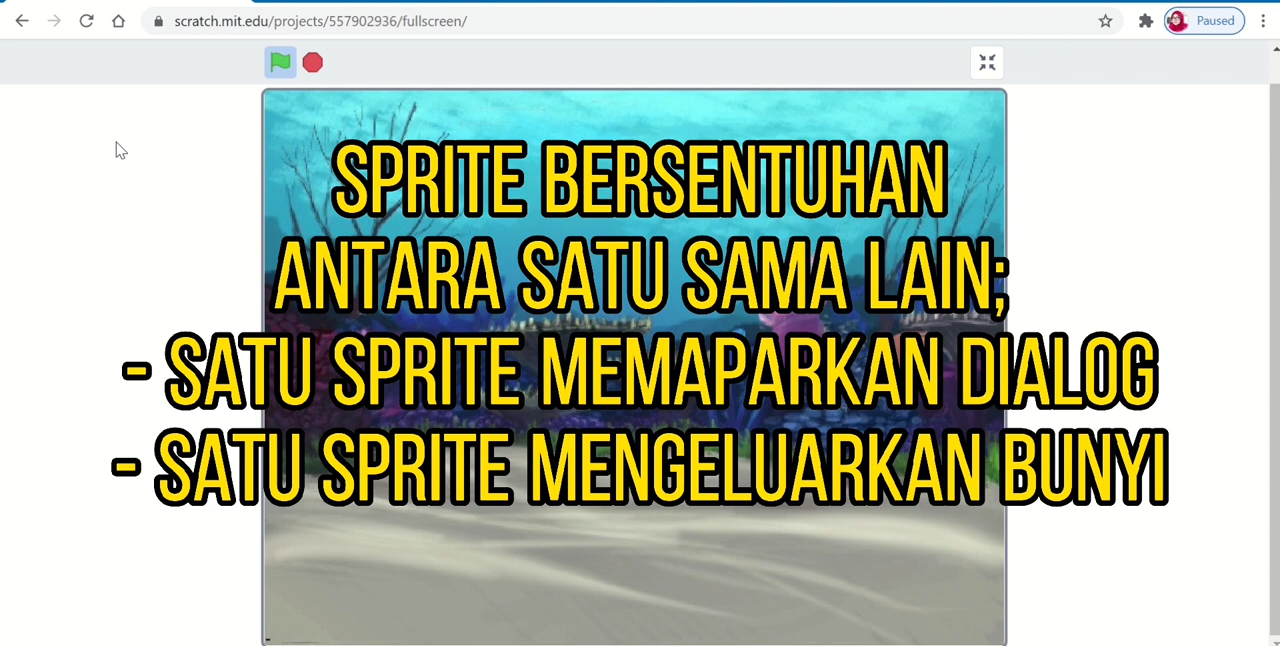 scratch.mit.edu/projects/557902936/fullscreen/
Paused
SPRITE BERSENTUHAN
ANTARA SATU SAMA LAIN;
- SATU SPRITE MEMAPARKAN DIALOG
- SATU SPRITE MENGELUARKAN BUNYI